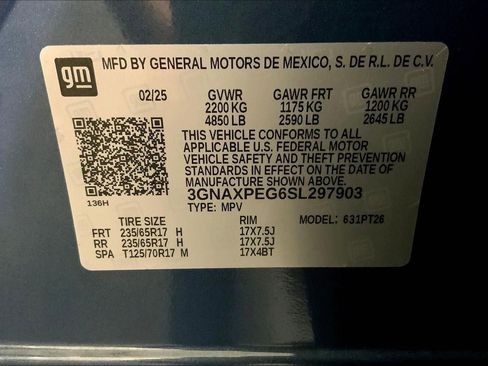 gm
MFD BY GENERAL MOTORS DE MEXICO, S. DE R.L. DE C.V.
02/25 GVWR GAWR FRT GAWR RR
2200 KG 1175 KG 1200 KG
4850 LB 2590 LB 2645 LB
THIS VEHICLE CONFORMS TO ALL
APPLICABLE U.S. FEDERAL MOTOR
VEHICLE SAFETY AND THEFT PREVENTION
STANDARDS IN EFFECT ON THE DATE OF
MANUFACTURE SHOWN ABOVE.
136H
3GNAXPEG6SL297903
TYPE: MPV MODEL: 631PT26
TIRE SIZE RIM
FRT 235/65R17 H 17X7.5J
RR 235/65R17 H 17X7.5J
SPA T125/70R17 M 17X4BT